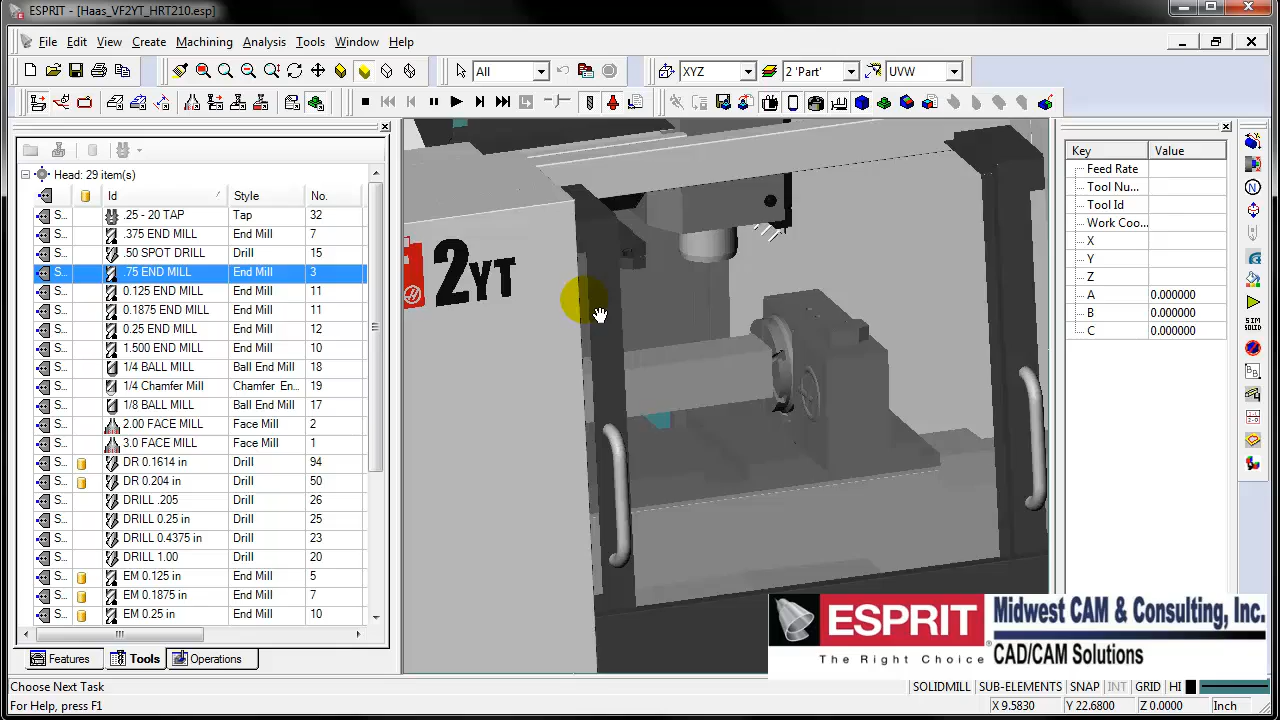 ESPRIT - [Haas_VF2YT_HRT210.esp]
File Edit View Create Machining Analysis Tools Window Help
All XYZ 2 'Part' UVW
Head: 29 item(s)
Id Style No.
S... .25 - 20 TAP Tap 32
S... .375 END MILL End Mill 7
S... .50 SPOT DRILL Drill 15
S... .75 END MILL End Mill 3
S... 0.125 END MILL End Mill 11
S... 0.1875 END MILL End Mill 11
S... 0.25 END MILL End Mill 12
S... 1.500 END MILL End Mill 10
S... 1/4 BALL MILL Ball End Mill 18
S... 1/4 Chamfer Mill Chamfer En... 19
S... 1/8 BALL MILL Ball End Mill 17
S... 2.00 FACE MILL Face Mill 2
S... 3.0 FACE MILL Face Mill 1
S... DR 0.1614 in Drill 94
S... DR 0.204 in Drill 50
S... DRILL .205 Drill 26
S... DRILL 0.25 in Drill 25
S... DRILL 0.4375 in Drill 23
S... DRILL 1.00 Drill 20
S... EM 0.125 in End Mill 5
S... EM 0.1875 in End Mill 7
S... EM 0.25 in End Mill 10
Features Tools Operations
2YT
Key Value
Feed Rate
Tool Nu...
Tool Id
Work Coo...
X
Y
Z
A 0.000000
B 0.000000
C 0.000000
SIM
SOLID
ESPRIT®
The Right Choice
Midwest CAM & Consulting, Inc.
CAD/CAM Solutions
Choose Next Task
SOLIDMILL SUB-ELEMENTS SNAP INT GRID HI
For Help, press F1
X 9.5830 Y 22.6800 Z 0.0000 Inch